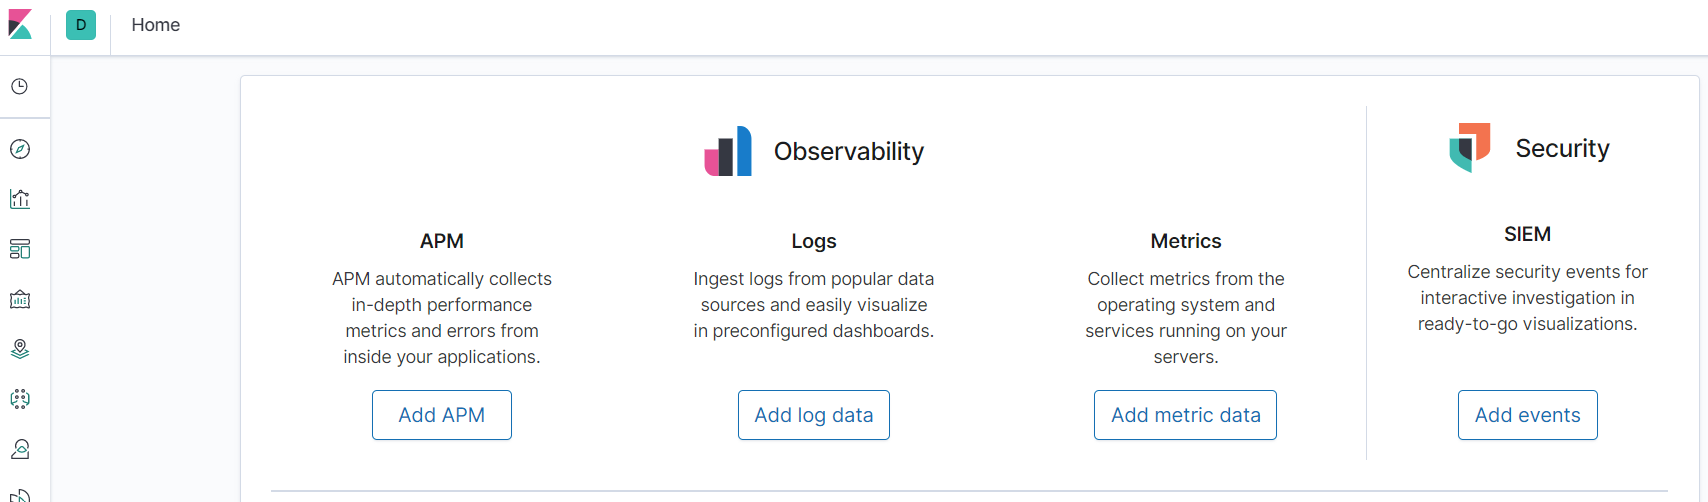 D
Home
Observability
Security
APM
APM automatically collects
in-depth performance
metrics and errors from
inside your applications.
Add APM
Logs
Ingest logs from popular data
sources and easily visualize
in preconfigured dashboards.
Add log data
Metrics
Collect metrics from the
operating system and
services running on your
servers.
Add metric data
SIEM
Centralize security events for
interactive investigation in
ready-to-go visualizations.
Add events